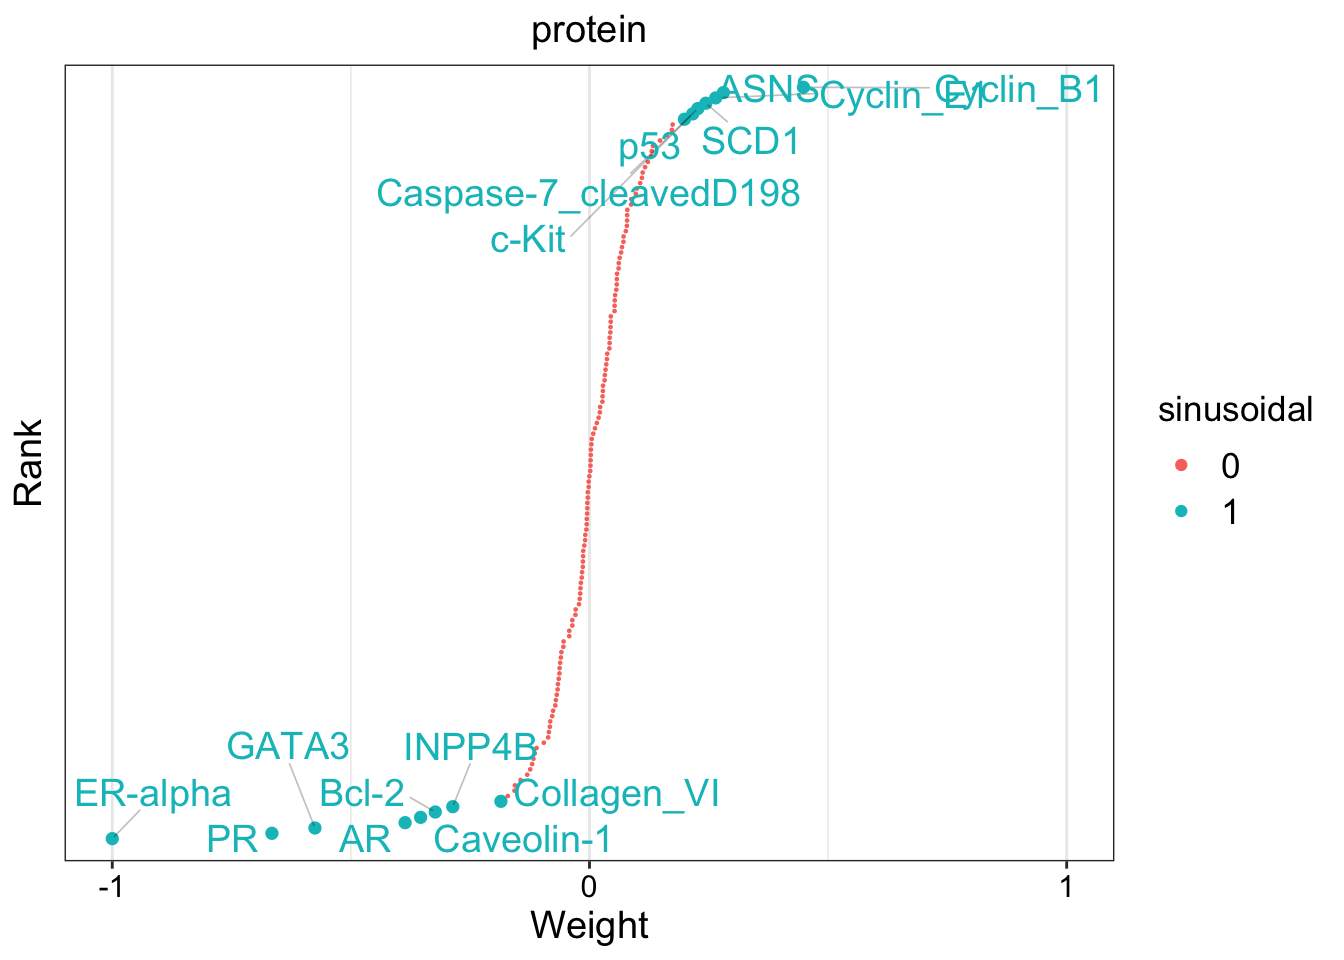 protein
ASNS
Cyclin_E1
Cyclin_B1
p53
SCD1
Caspase-7_cleavedD198
c-Kit
Rank
sinusoidal
0
1
GATA3
INPP4B
ER-alpha
Bcl-2
Collagen_VI
PR
AR
Caveolin-1
-1
0
1
Weight